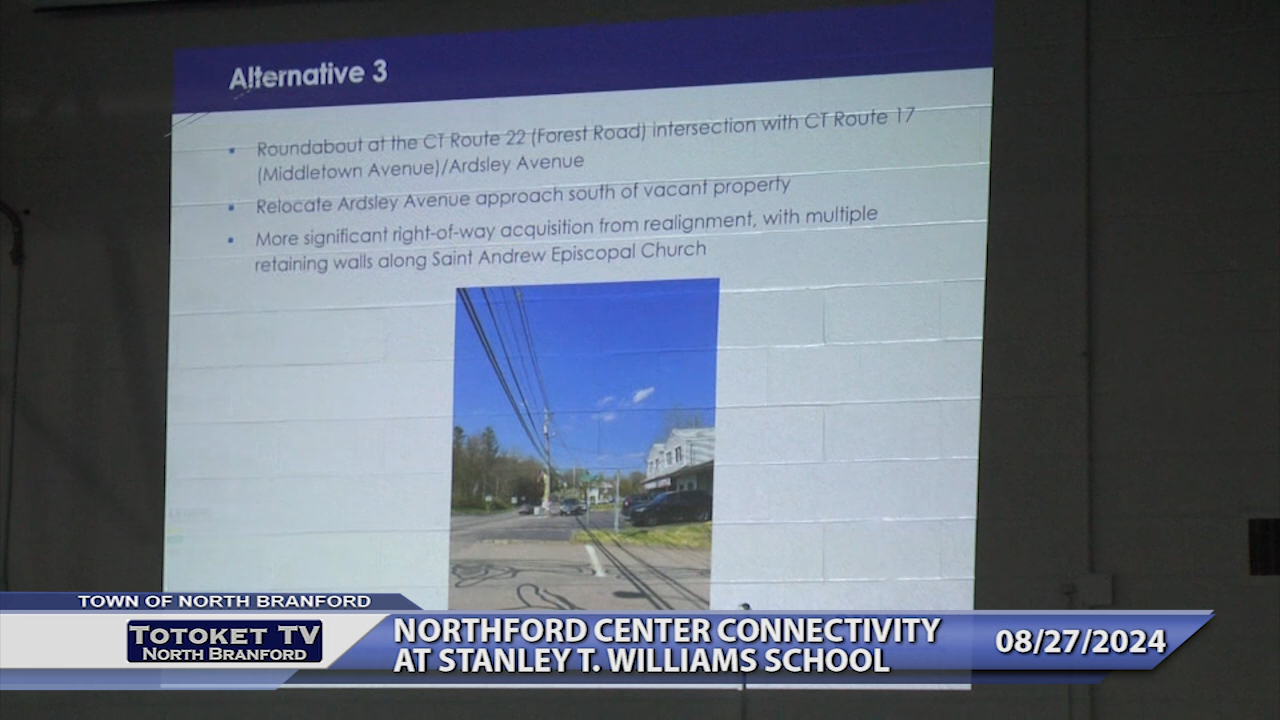 Alternative 3
Roundabout at the CT Route 22 (Forest Road) intersection with CT Route 17
(Middletown Avenue)/Ardsley Avenue
Relocate Ardsley Avenue approach south of vacant property
More significant right-of-way acquisition from realignment, with multiple
retaining walls along Saint Andrew Episcopal Church
TOWN OF NORTH BRANFORD
TOTOKET TV
NORTH BRANFORD
NORTHFORD CENTER CONNECTIVITY
AT STANLEY T. WILLIAMS SCHOOL
08/27/2024